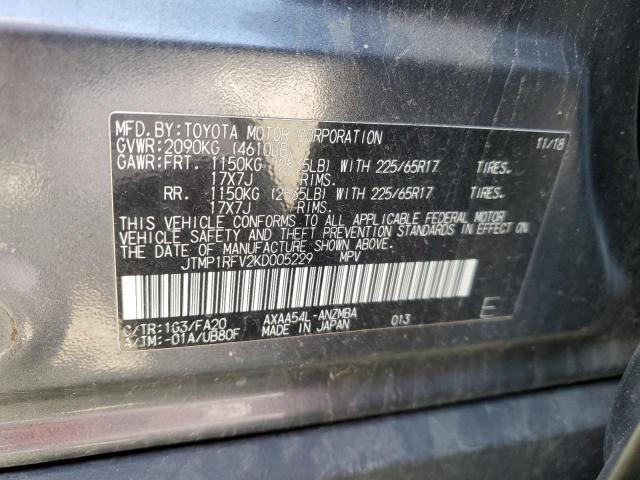 MFD.BY:TOYOTA MOTOR CORPORATION 11/18
GVWR:2090KG (4610LB)
GAWR:FRT. 1150KG (2535LB) WITH 225/65R17 TIRES.
17X7J RIMS.
RR. 1150KG (2535LB) WITH 225/65R17 TIRES.
17X7J RIMS.
THIS VEHICLE CONFORMS TO ALL APPLICABLE FEDERAL MOTOR
VEHICLE SAFETY AND THEFT PREVENTION STANDARDS IN EFFECT ON
THE DATE OF MANUFACTURE SHOWN ABOVE.
JTMP1RFV2KD005229 MPV
C/TR:1G3/FA20 AXAA54L-ANZMBA 013 E
A/TM:-01A/UB80F MADE IN JAPAN